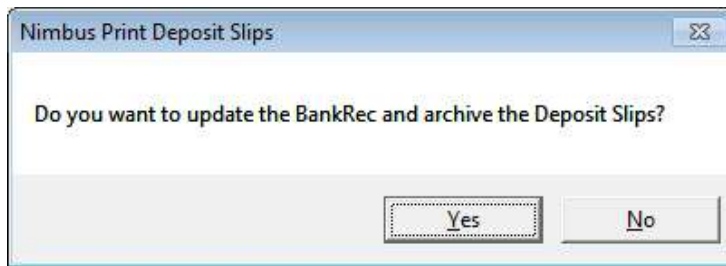 Nimbus Print Deposit Slips
Do you want to update the BankRec and archive the Deposit Slips?
Yes
No